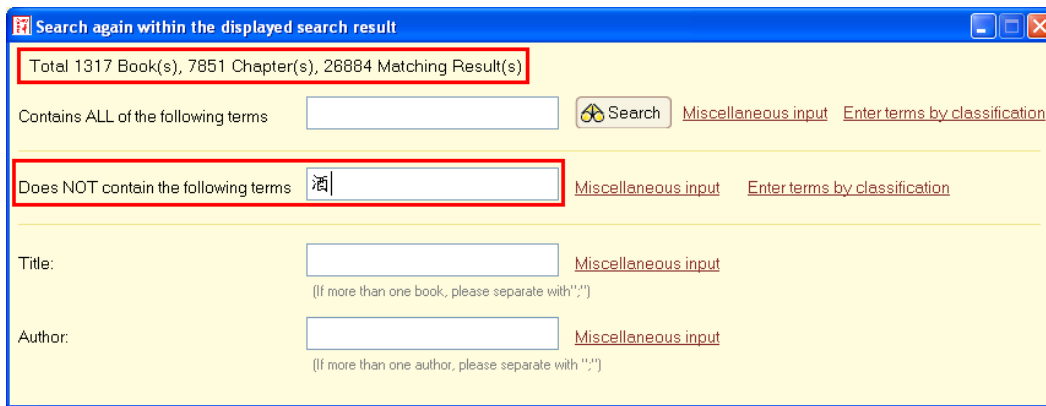 Search again within the displayed search result
Total 1317 Book(s), 7851 Chapter(s), 26884 Matching Result(s)
Contains ALL of the following terms Search Miscellaneous input Enter terms by classification
Does NOT contain the following terms 酒 Miscellaneous input Enter terms by classification
Title: Miscellaneous input
(If more than one book, please separate with";")
Author: Miscellaneous input
(If more than one author, please separate with ";")